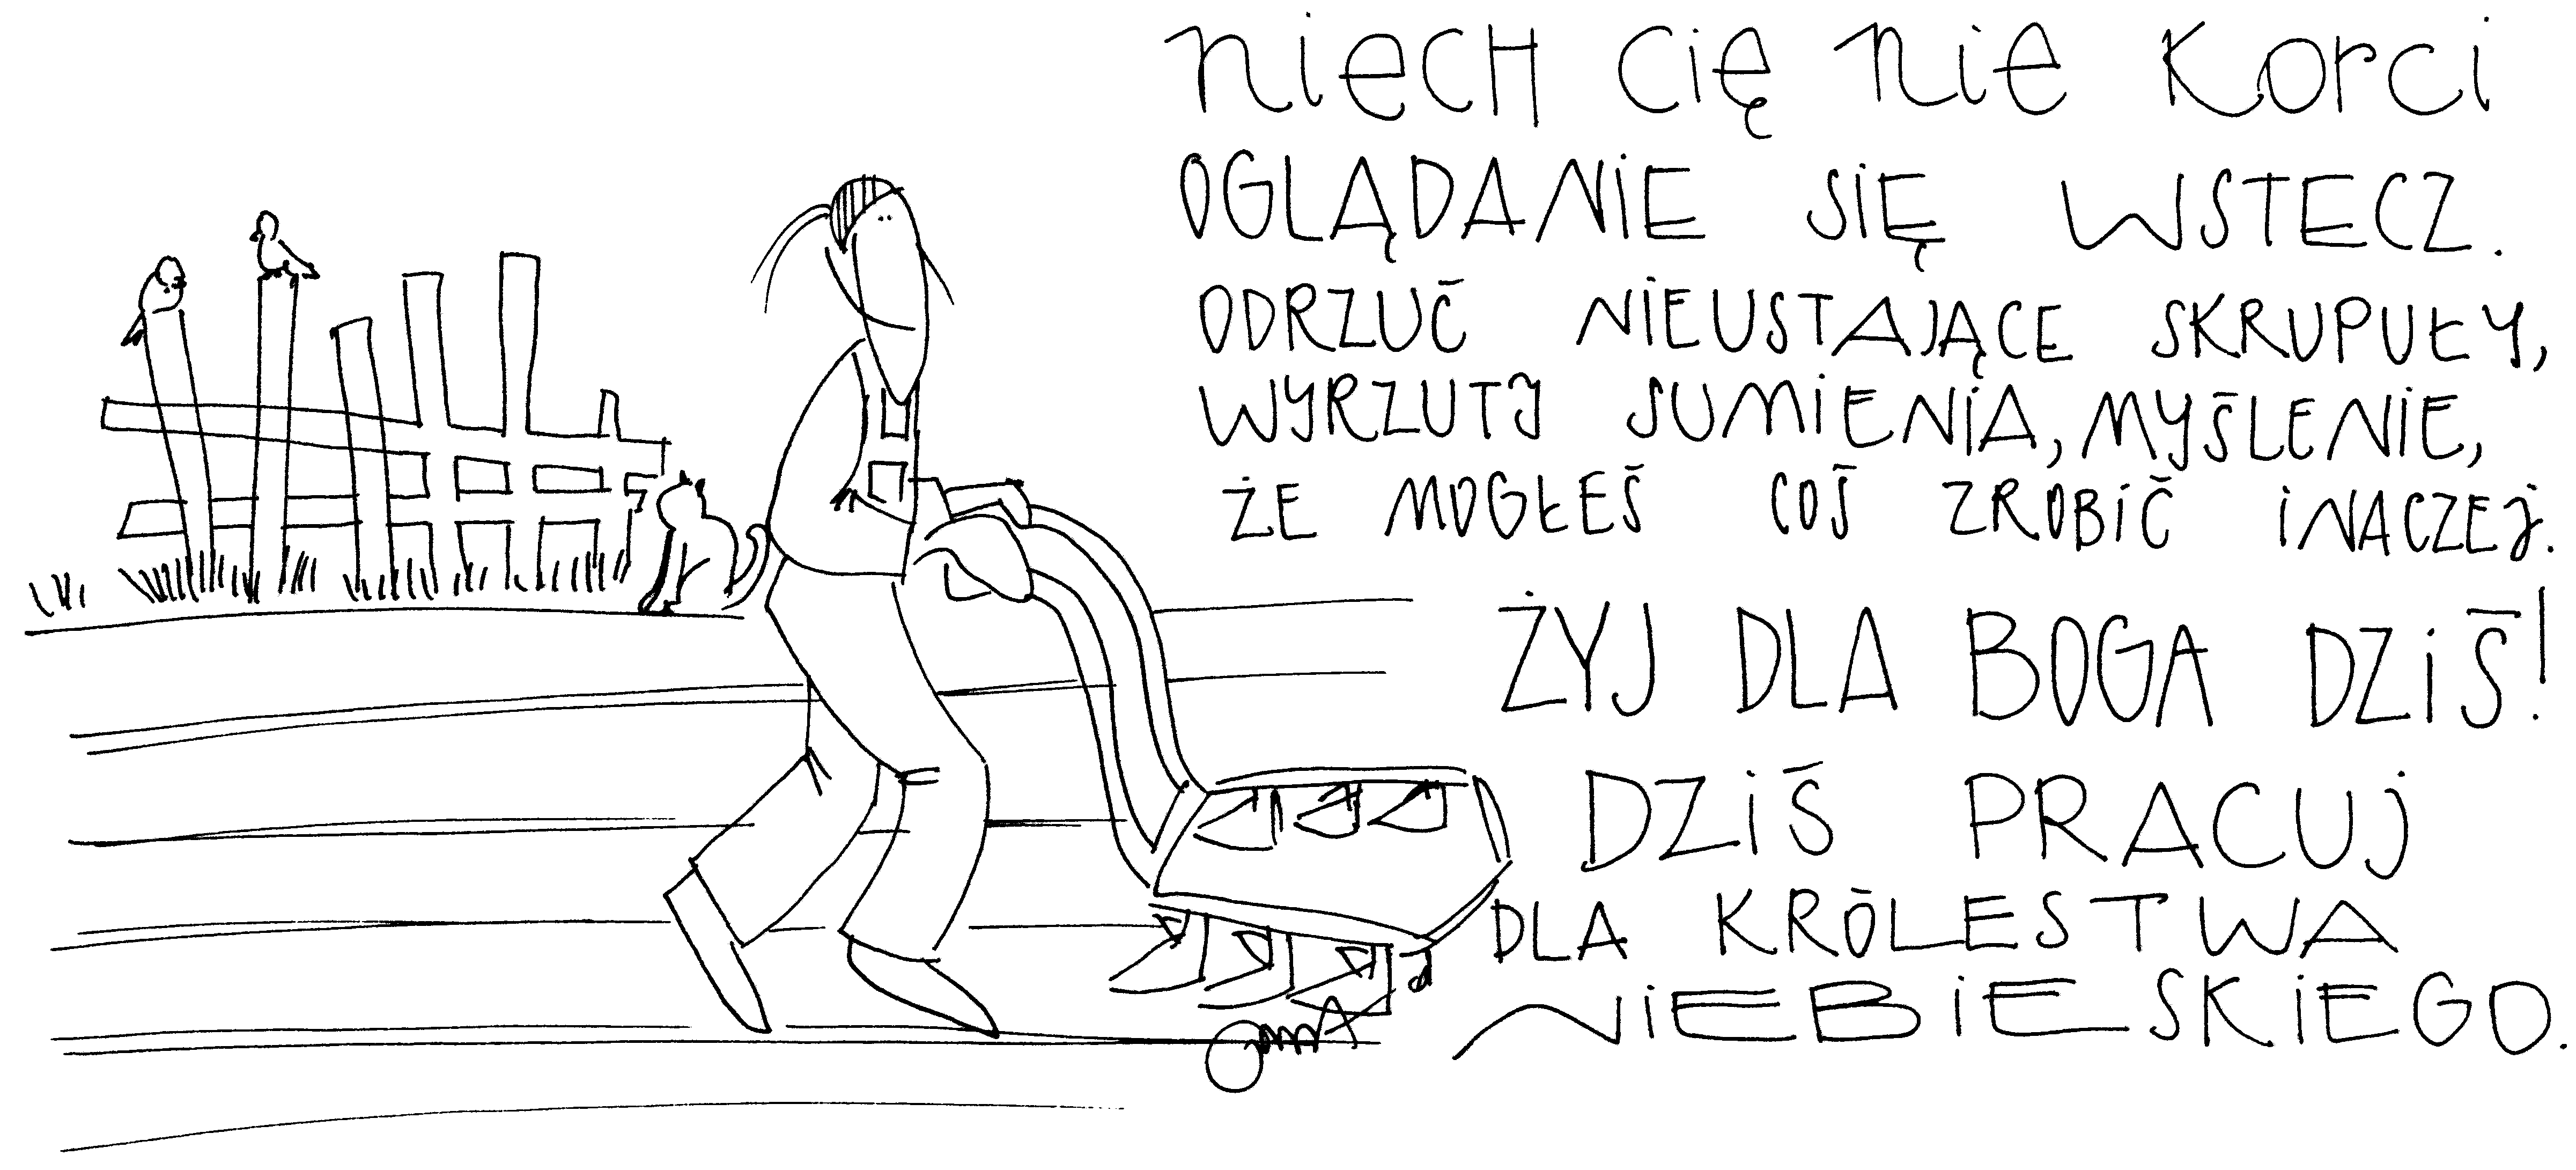 niecH cię nie korci
OGLĄDANiE SiĘ WSTECZ.
ODRZUĆ NiEUSTAJĄCE SKRUPUŁY,
WYRZUTY SUMiENiA, MYŚLENiE,
ŻE MOGŁEŚ COŚ ZROBiĆ iNACZEj.
ŻYJ DLA BOGA DZiŚ!
DZiŚ PRACUj
DLA KRÓLESTWA
NiEBiESKiEGO.